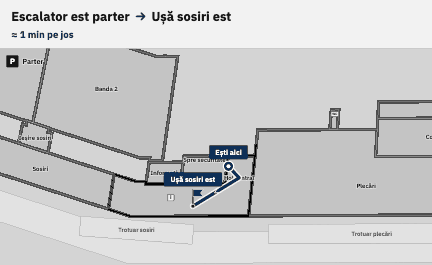 Escalator est parter → Ușă sosiri est
≈ 1 min pe jos
P Parter
Banda 2
Ieșire sosiri
Sosiri
Spre securitate
Ești aici
Ușă sosiri est
Plecări
Trotuar sosiri
Trotuar plecări